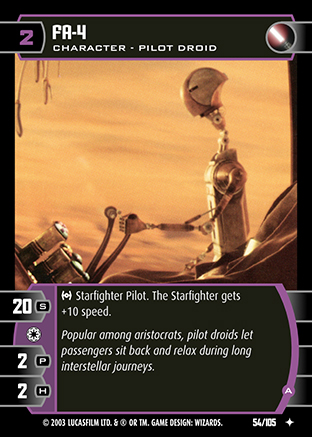 2
FA-4
CHARACTER - PILOT DROID
20 S
Starfighter Pilot. The Starfighter gets
+10 speed.
Popular among aristocrats, pilot droids let
passengers sit back and relax during long
interstellar journeys.
2 P
2 H
A
© 2003 LUCASFILM LTD. & ® OR TM. GAME DESIGN: WIZARDS.
54/105